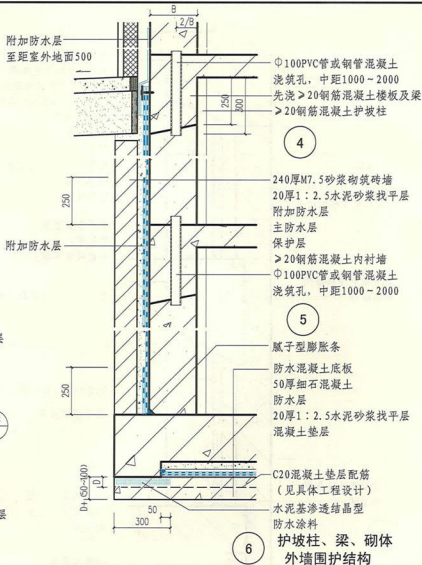 B
2/B
附加防水层
至距室外地面500
Φ100PVC管或钢管混凝土
浇筑孔，中距1000～2000
先浇≥20钢筋混凝土楼板及梁
≥20钢筋混凝土护坡柱
250
300
4
240厚M7.5砂浆砌筑砖墙
20厚1：2.5水泥砂浆找平层
附加防水层
主防水层
保护层
≥20钢筋混凝土内衬墙
Φ100PVC管或钢管混凝土
浇筑孔，中距1000～2000
250
附加防水层
5
腻子型膨胀条
防水混凝土底板
50厚细石混凝土
防水层
20厚1：2.5水泥砂浆找平层
混凝土垫层
250
层
C20混凝土垫层配筋
（见具体工程设计）
水泥基渗透结晶型
防水涂料
D
D+(50~100)
50
300
层
6
护坡柱、梁、砌体
外墙围护结构